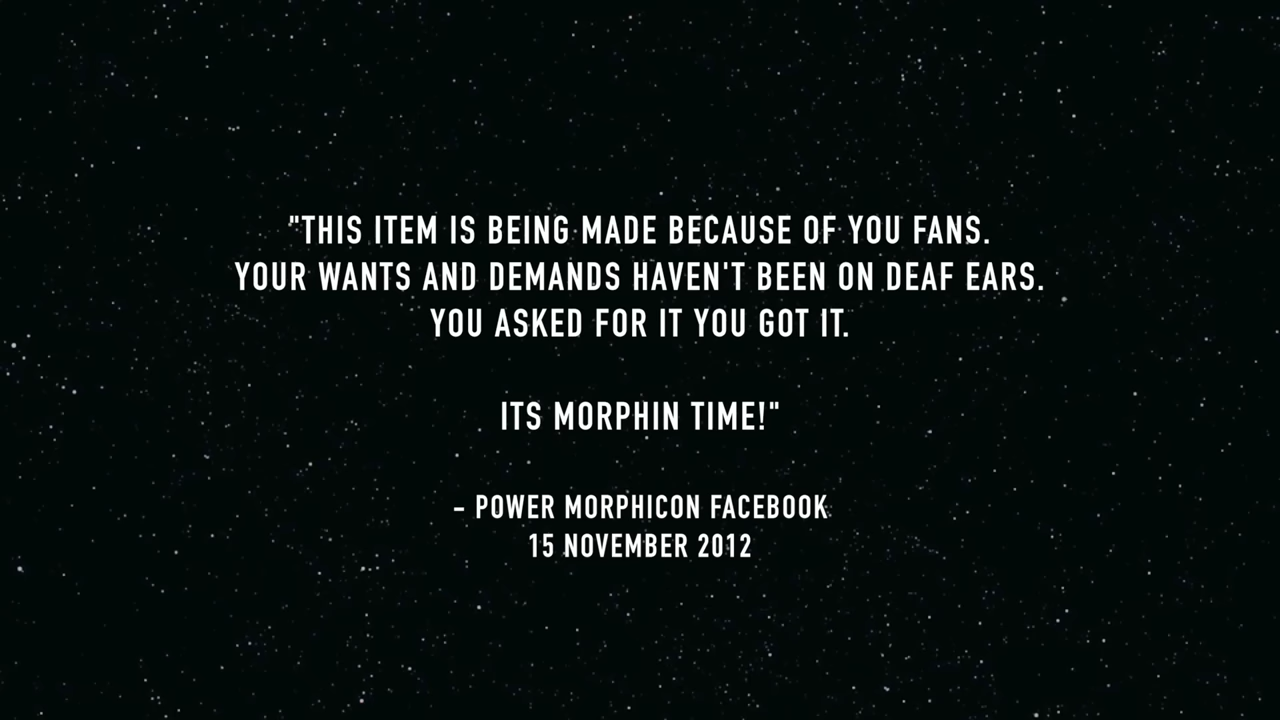 "THIS ITEM IS BEING MADE BECAUSE OF YOU FANS.
YOUR WANTS AND DEMANDS HAVEN'T BEEN ON DEAF EARS.
YOU ASKED FOR IT YOU GOT IT.
ITS MORPHIN TIME!"
- POWER MORPHICON FACEBOOK
15 NOVEMBER 2012